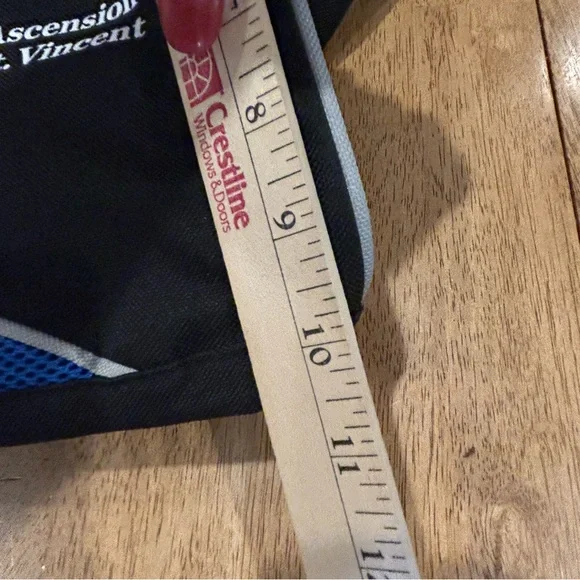 Ascension
t. Vincent
Crestline
Windows & Doors
8
9
10
11